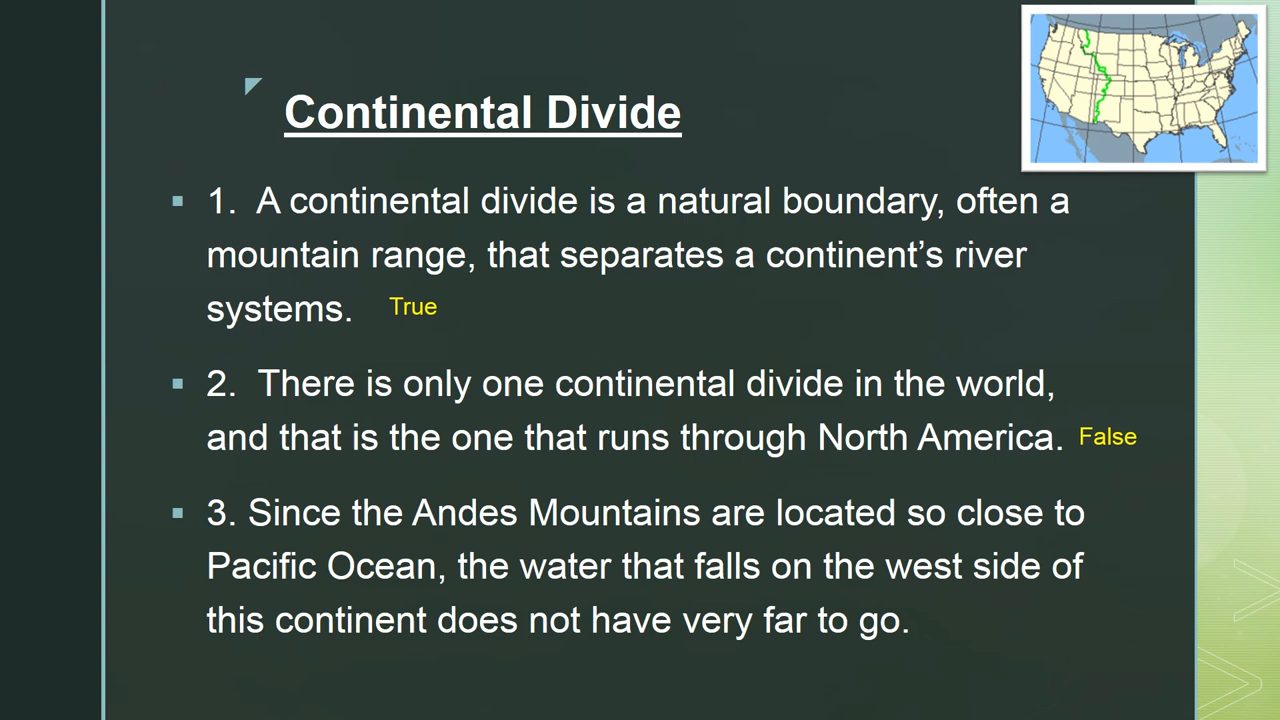 Continental Divide
▪ 1.  A continental divide is a natural boundary, often a
mountain range, that separates a continent’s river
systems. True
▪ 2.  There is only one continental divide in the world,
and that is the one that runs through North America. False
▪ 3. Since the Andes Mountains are located so close to
Pacific Ocean, the water that falls on the west side of
this continent does not have very far to go.